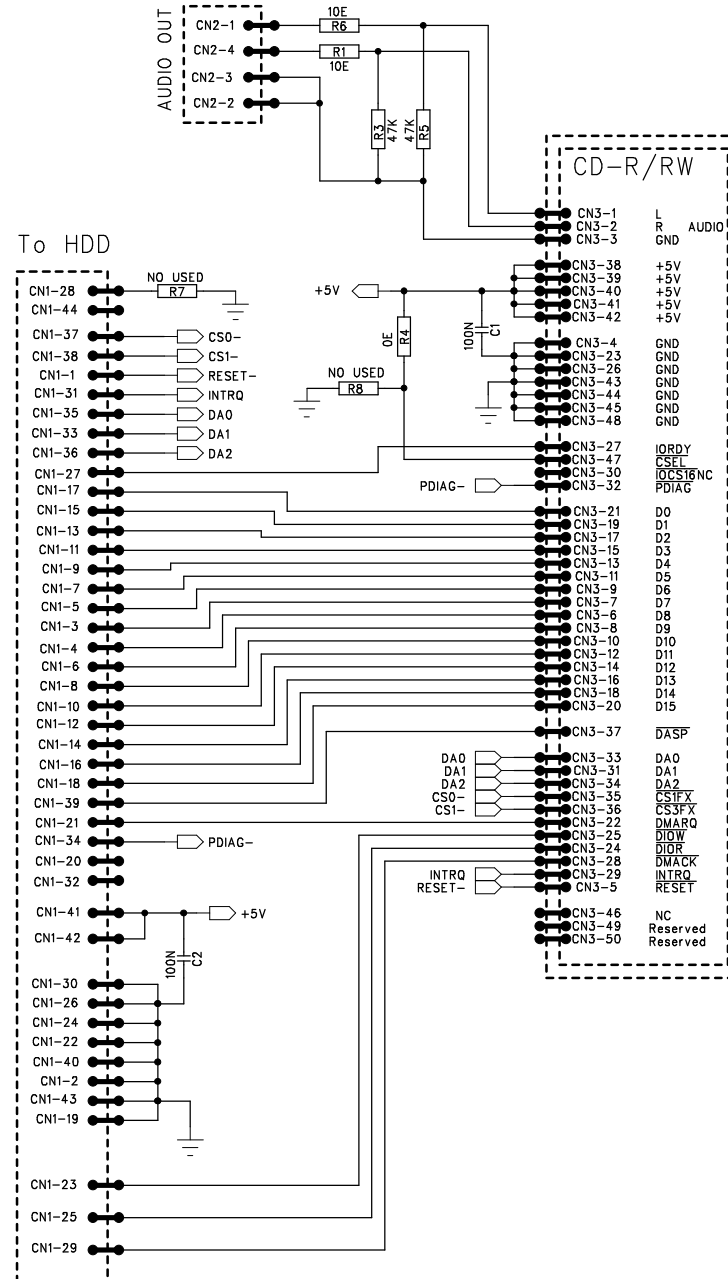 AUDIO OUT
CN2-1
CN2-4
CN2-3
CN2-2
10E
R6
R1
10E
R3
47K
47K
R5
CD-R/RW
CN3-1 L
CN3-2 R AUDIO
CN3-3 GND
CN3-38 +5V
CN3-39 +5V
CN3-40 +5V
CN3-41 +5V
CN3-42 +5V
CN3-4 GND
CN3-23 GND
CN3-26 GND
CN3-43 GND
CN3-44 GND
CN3-45 GND
CN3-48 GND
CN3-27 IORDY
CN3-47 CSEL
CN3-30 IOCS16 NC
CN3-32 PDIAG
CN3-21 D0
CN3-19 D1
CN3-17 D2
CN3-15 D3
CN3-13 D4
CN3-11 D5
CN3-9 D6
CN3-7 D7
CN3-6 D8
CN3-8 D9
CN3-10 D10
CN3-12 D11
CN3-14 D12
CN3-16 D13
CN3-18 D14
CN3-20 D15
CN3-37 DASP
CN3-33 DA0
CN3-31 DA1
CN3-34 DA2
CN3-35 CS1FX
CN3-36 CS3FX
CN3-22 DMARQ
CN3-25 DIOW
CN3-24 DIOR
CN3-28 DMACK
CN3-29 INTRQ
CN3-5 RESET
CN3-46 NC
CN3-49 Reserved
CN3-50 Reserved
+5V
0E
R4
100N
C1
NO USED
R8
PDIAG-
DA0
DA1
DA2
CS0-
CS1-
INTRQ
RESET-
To HDD
CN1-28
NO USED
R7
CN1-44
CN1-37 CS0-
CN1-38 CS1-
CN1-1 RESET-
CN1-31 INTRQ
CN1-35 DA0
CN1-33 DA1
CN1-36 DA2
CN1-27
CN1-17
CN1-15
CN1-13
CN1-11
CN1-9
CN1-7
CN1-5
CN1-3
CN1-4
CN1-6
CN1-8
CN1-10
CN1-12
CN1-14
CN1-16
CN1-18
CN1-39
CN1-21
CN1-34 PDIAG-
CN1-20
CN1-32
CN1-41 +5V
CN1-42
100N
C2
CN1-30
CN1-26
CN1-24
CN1-22
CN1-40
CN1-2
CN1-43
CN1-19
CN1-23
CN1-25
CN1-29